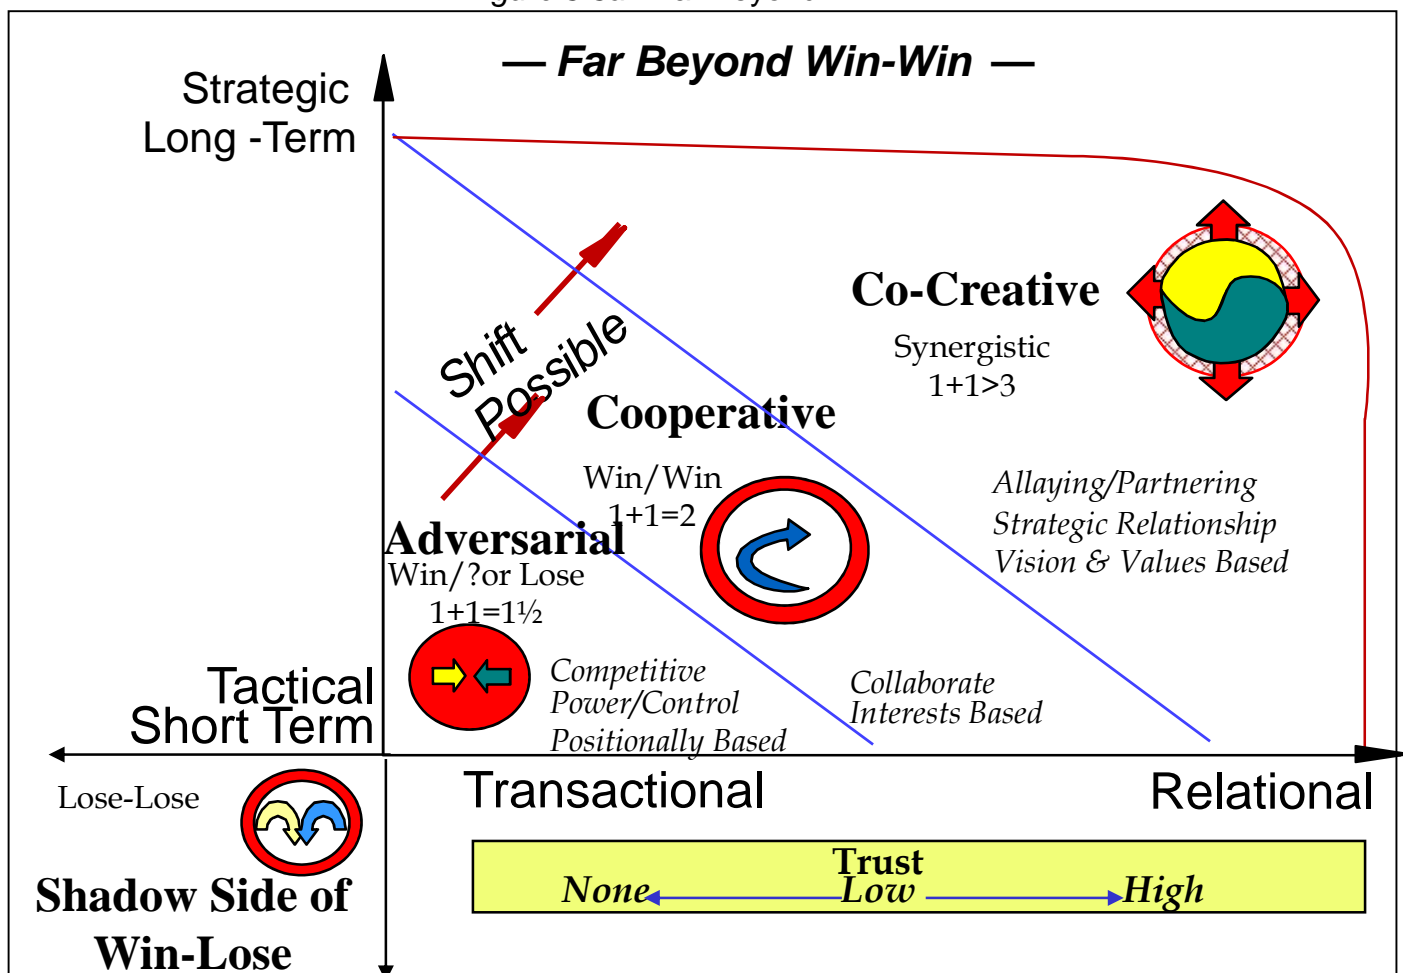 — Far Beyond Win-Win —
Strategic
Long -Term
Shift
Possible
Co-Creative
Synergistic
1+1>3
Cooperative
Win/Win
1+1=2
Allaying/Partnering
Strategic Relationship
Vision & Values Based
Adversarial
Win/?or Lose
1+1=1½
Competitive
Power/Control
Positionally Based
Collaborate
Interests Based
Tactical
Short Term
Transactional
Relational
Lose-Lose
Shadow Side of
Win-Lose
Trust
None Low High